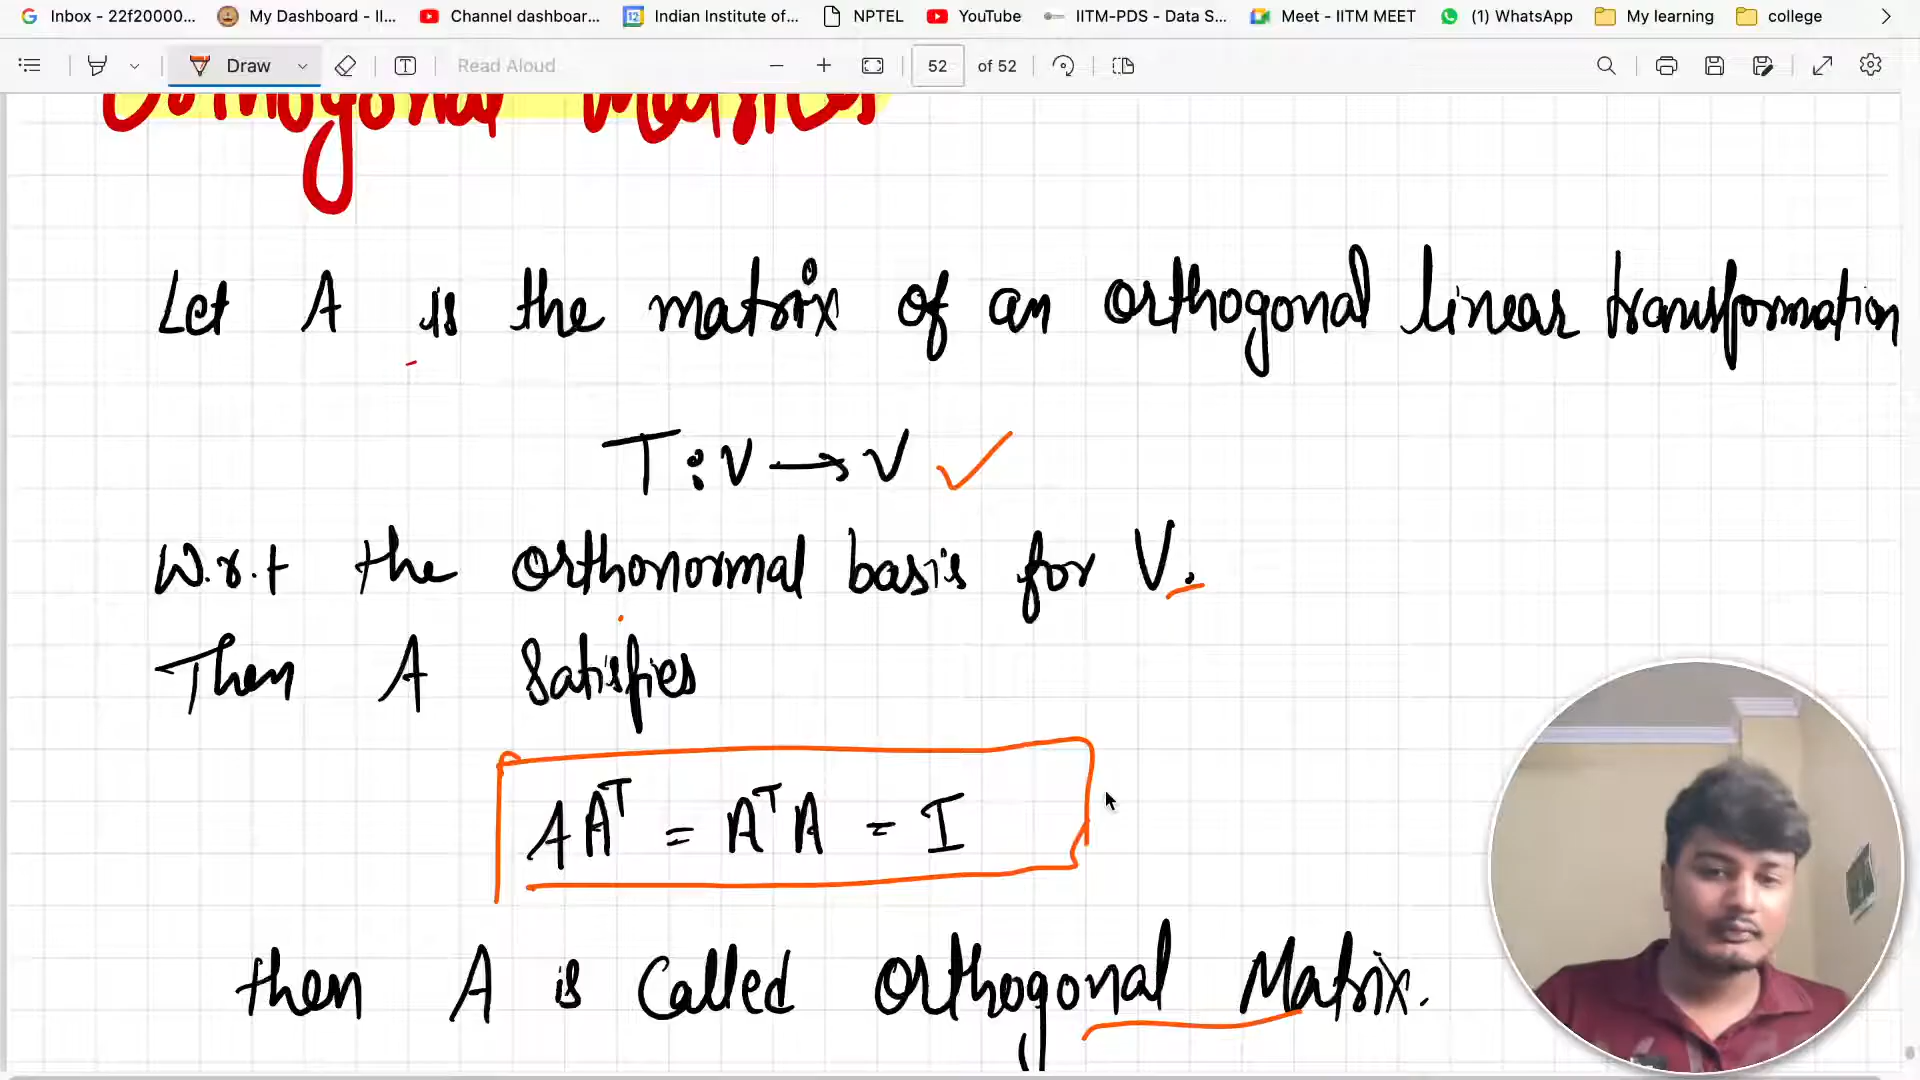 Inbox - 22f20000... My Dashboard - II... Channel dashboar... Indian Institute of... NPTEL YouTube IITM-PDS - Data S... Meet - IITM MEET (1) WhatsApp My learning college
Draw Read Aloud 52 of 52
Orthogonal Matrices
Let A is the matrix of an orthogonal linear transformation
T : V → V ✓
W.r.t the orthonormal basis for V.
Then A Satisfies
AAᵀ = AᵀA = I
then A is Called Orthogonal Matrix.